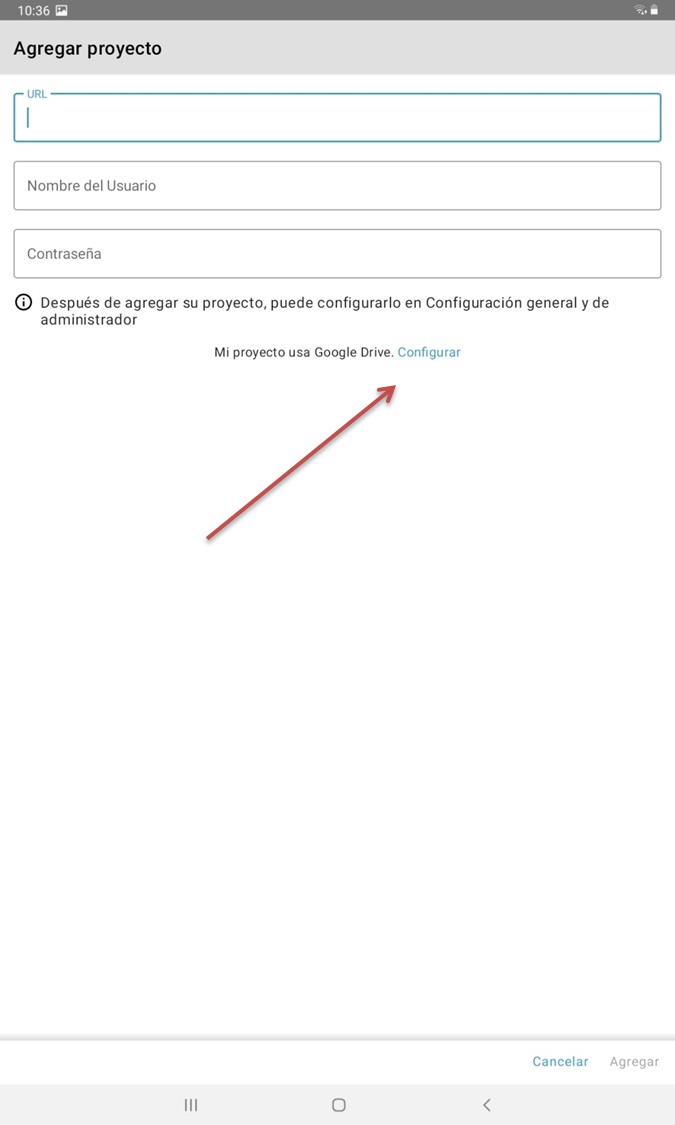 10:36
Agregar proyecto
URL
Nombre del Usuario
Contraseña
Después de agregar su proyecto, puede configurarlo en Configuración general y de
administrador
Mi proyecto usa Google Drive. Configurar
Cancelar Agregar